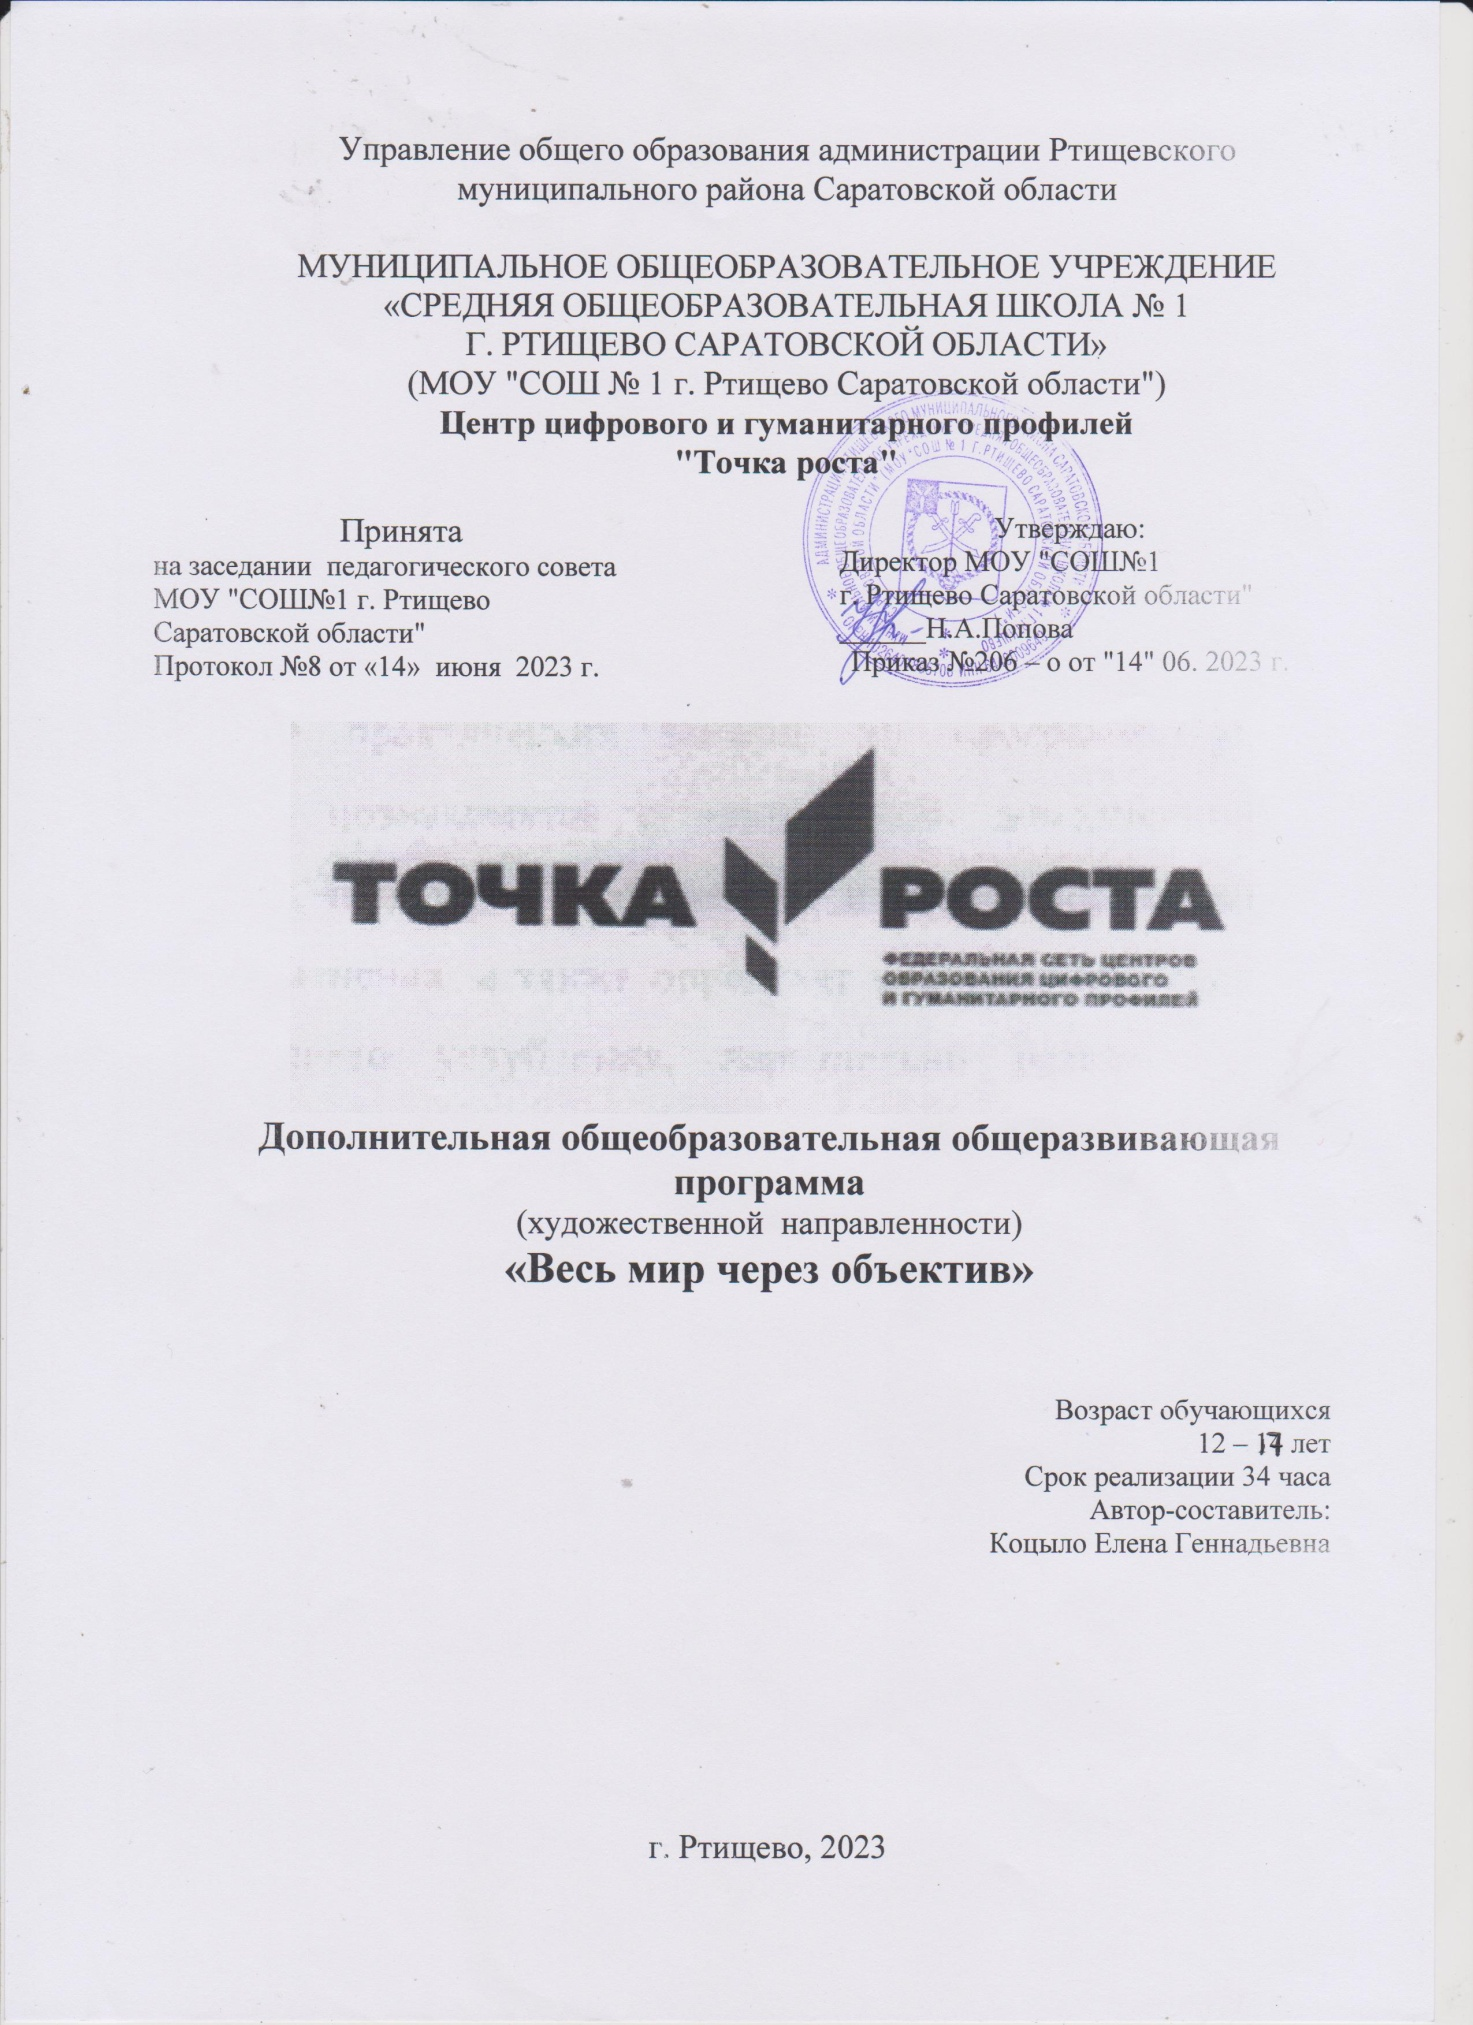 Управление общего образования администрации Ртищевского
муниципального района Саратовской области
МУНИЦИПАЛЬНОЕ ОБЩЕОБРАЗОВАТЕЛЬНОЕ УЧРЕЖДЕНИЕ
«СРЕДНЯЯ ОБЩЕОБРАЗОВАТЕЛЬНАЯ ШКОЛА № 1
Г. РТИЩЕВО САРАТОВСКОЙ ОБЛАСТИ»
(МОУ "СОШ № 1 г. Ртищево Саратовской области")
Центр цифрового и гуманитарного профилей
"Точка роста"
Принята
на заседании педагогического совета
МОУ "СОШ№1 г. Ртищево
Саратовской области"
Протокол №8 от «14» июня 2023 г.
Утверждаю:
Директор МОУ "СОШ№1
г. Ртищево Саратовской области"
______Н.А.Попова
Приказ №206 – о от "14" 06. 2023 г.
ТОЧКА РОСТА
ФЕДЕРАЛЬНАЯ СЕТЬ ЦЕНТРОВ
ОБРАЗОВАНИЯ ЦИФРОВОГО
И ГУМАНИТАРНОГО ПРОФИЛЕЙ
Дополнительная общеобразовательная общеразвивающая
программа
(художественной направленности)
«Весь мир через объектив»
Возраст обучающихся
12 – 17 лет
Срок реализации 34 часа
Автор-составитель:
Коцыло Елена Геннадьевна
г. Ртищево, 2023